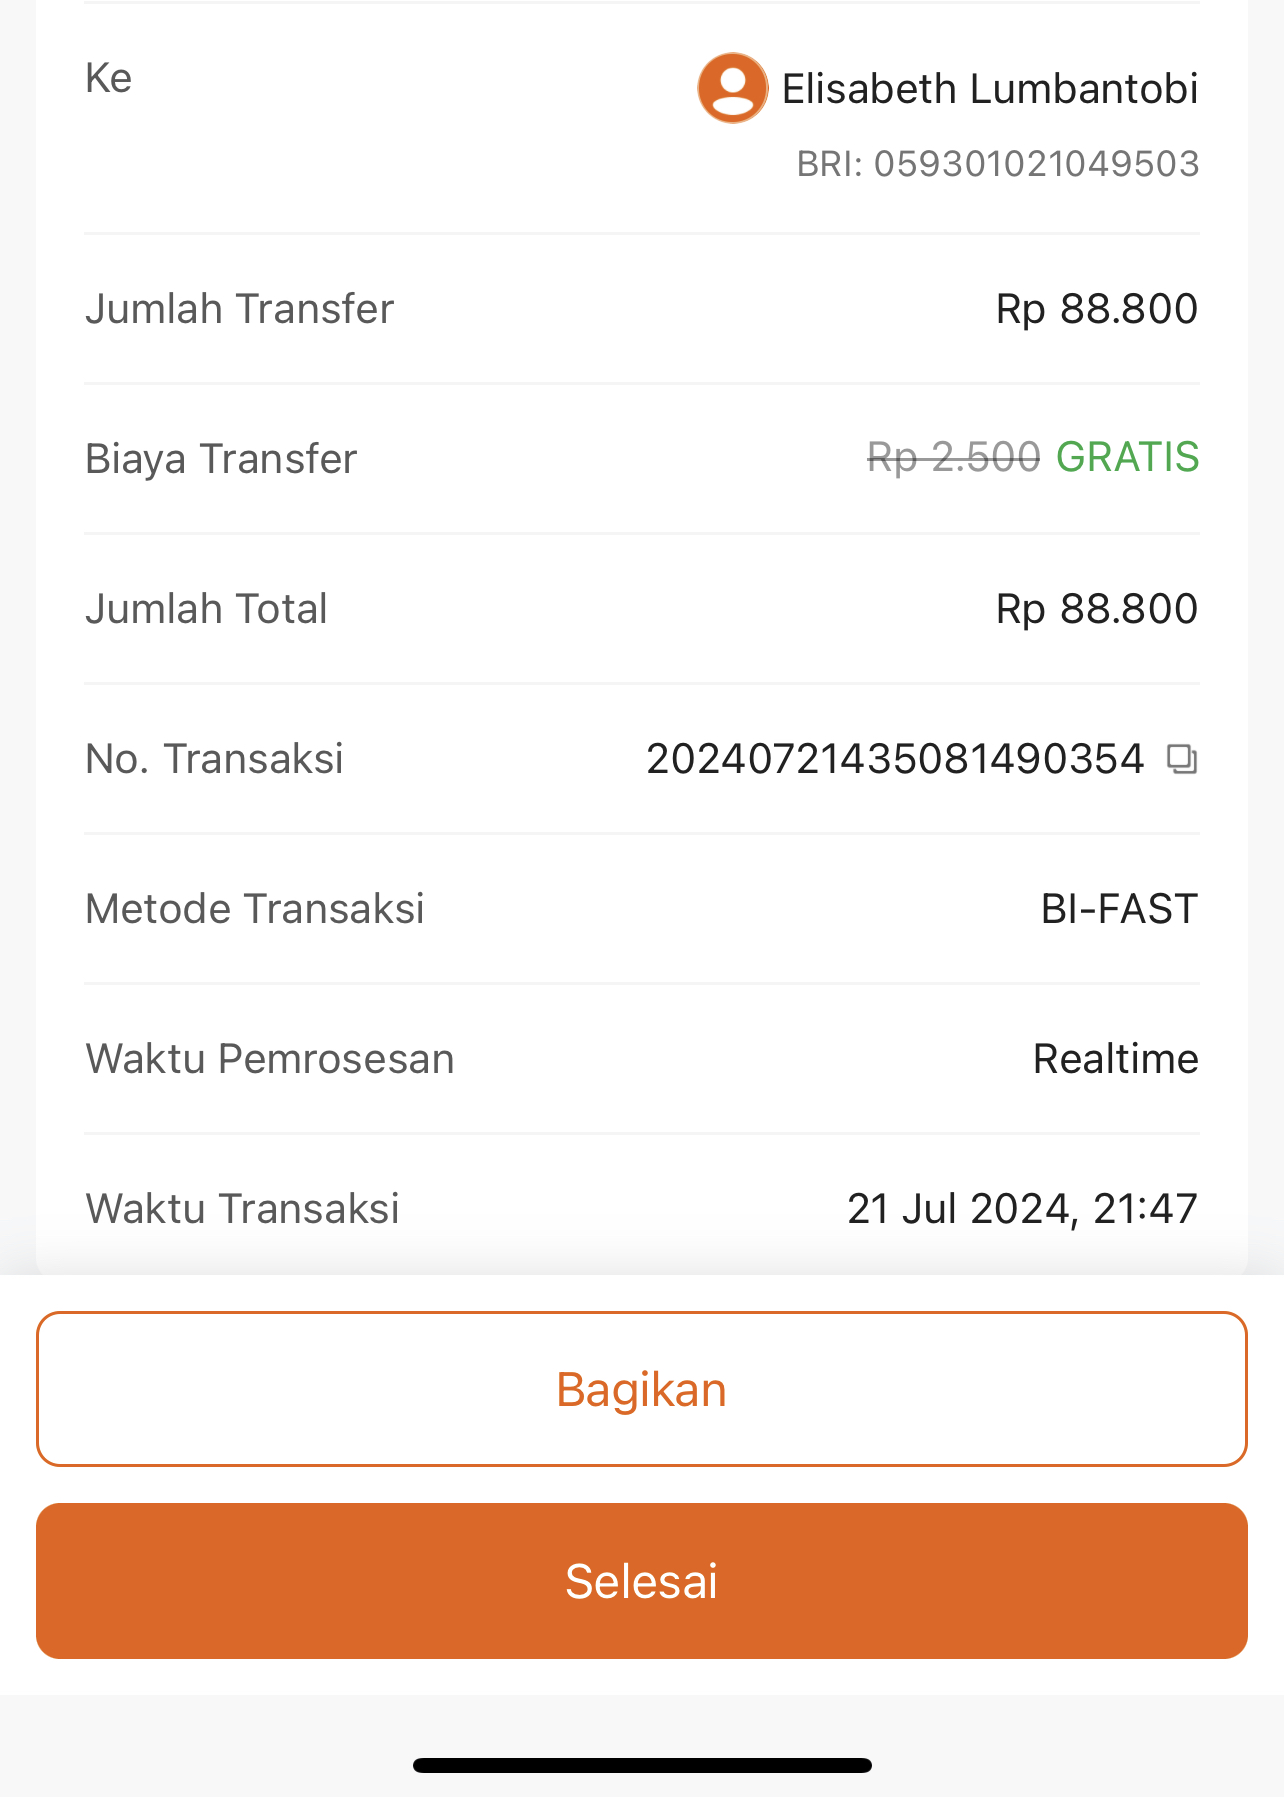 Ke
Elisabeth Lumbantobi
BRI: 059301021049503
Jumlah Transfer Rp 88.800
Biaya Transfer Rp 2.500 GRATIS
Jumlah Total Rp 88.800
No. Transaksi 20240721435081490354
Metode Transaksi BI-FAST
Waktu Pemrosesan Realtime
Waktu Transaksi 21 Jul 2024, 21:47
Bagikan
Selesai